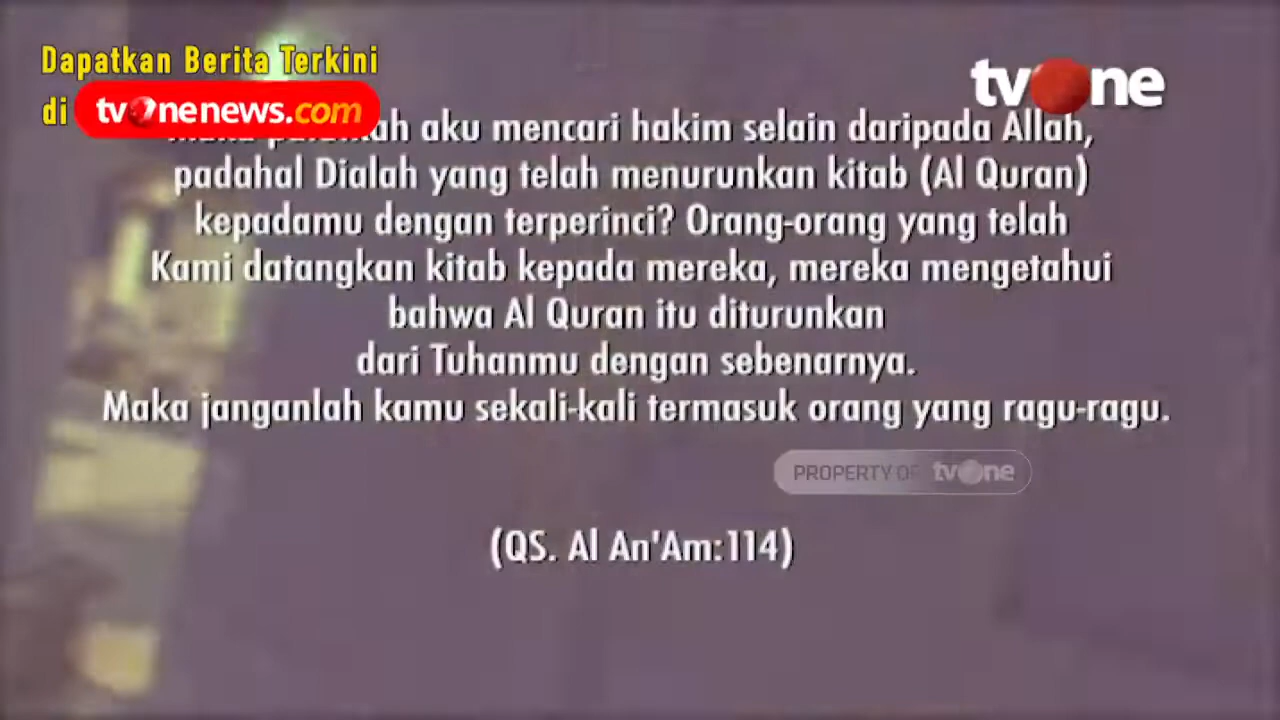 Dapatkan Berita Terkini
di tvonenews.com
tvone
aku mencari hakim selain daripada Allah,
padahal Dialah yang telah menurunkan kitab (Al Quran)
kepadamu dengan terperinci? Orang-orang yang telah
Kami datangkan kitab kepada mereka, mereka mengetahui
bahwa Al Quran itu diturunkan
dari Tuhanmu dengan sebenarnya.
Maka janganlah kamu sekali-kali termasuk orang yang ragu-ragu.
PROPERTY OF tvone
(QS. Al An'Am:114)